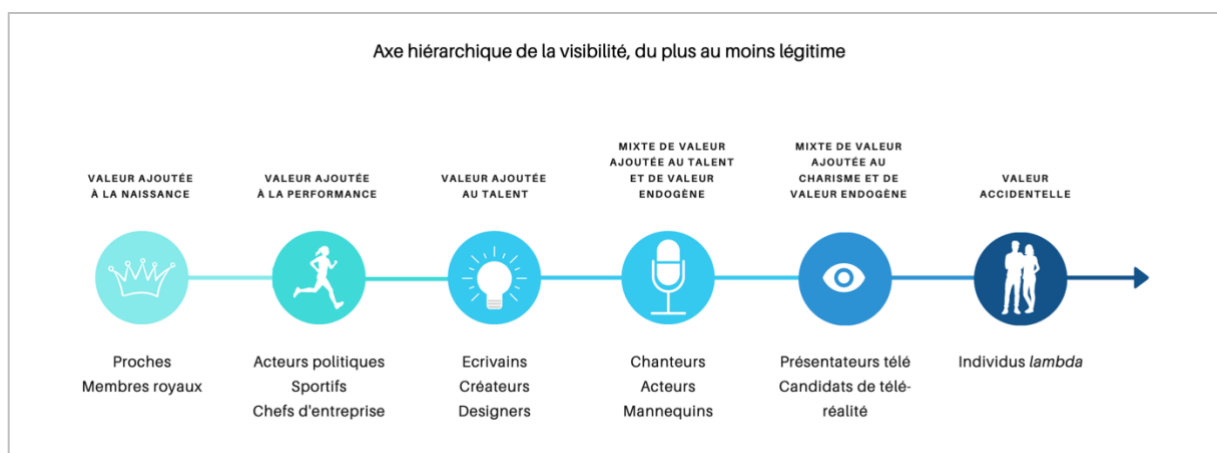 Axe hiérarchique de la visibilité, du plus au moins légitime
VALEUR AJOUTÉE
À LA NAISSANCE
VALEUR AJOUTÉE
À LA PERFORMANCE
VALEUR AJOUTÉE
AU TALENT
MIXTE DE VALEUR
AJOUTÉE AU TALENT
ET DE VALEUR
ENDOGÈNE
MIXTE DE VALEUR
AJOUTÉE AU
CHARISME ET DE
VALEUR ENDOGÈNE
VALEUR
ACCIDENTELLE
Proches
Membres royaux
Acteurs politiques
Sportifs
Chefs d'entreprise
Ecrivains
Créateurs
Designers
Chanteurs
Acteurs
Mannequins
Présentateurs télé
Candidats de télé-
réalité
Individus lambda